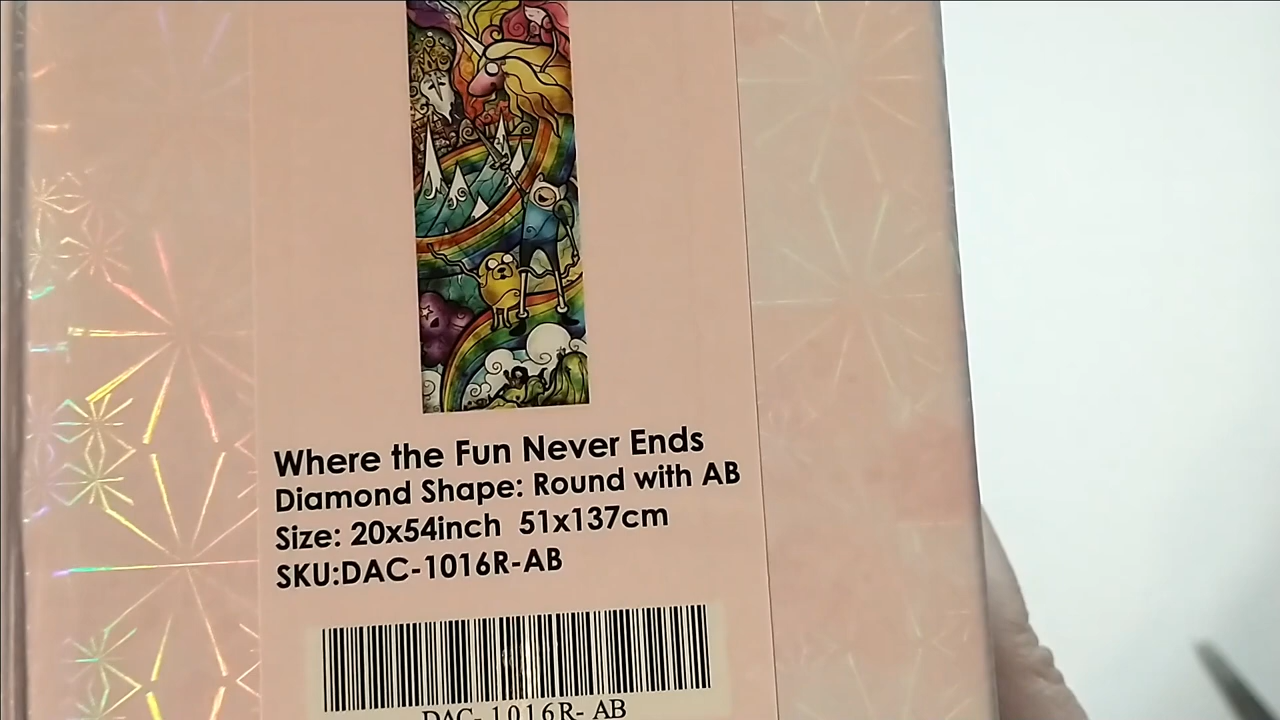 Where the Fun Never Ends
Diamond Shape: Round with AB
Size: 20x54inch 51x137cm
SKU:DAC-1016R-AB
DAC- 1016R- AB